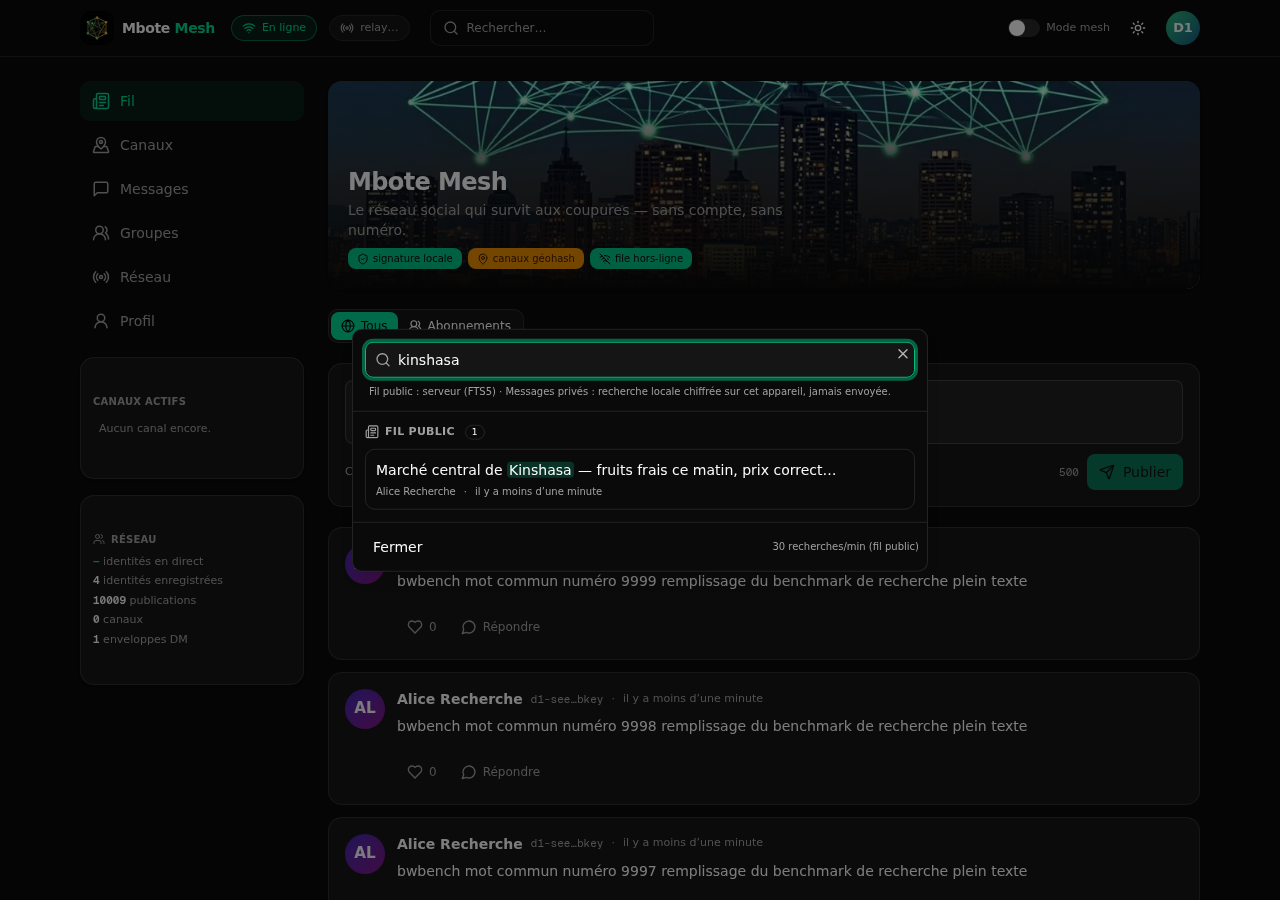 Mbote Mesh
En ligne
relay…
Rechercher…
Mode mesh
D1
Fil
Canaux
Messages
Groupes
Réseau
Profil
CANAUX ACTIFS
Aucun canal encore.
RÉSEAU
— identités en direct
4 identités enregistrées
10009 publications
0 canaux
1 enveloppes DM
Mbote Mesh
Le réseau social qui survit aux coupures — sans compte, sans
numéro.
signature locale
canaux géohash
file hors-ligne
Tous
Abonnements
kinshasa
Fil public : serveur (FTS5) · Messages privés : recherche locale chiffrée sur cet appareil, jamais envoyée.
FIL PUBLIC 1
Marché central de Kinshasa — fruits frais ce matin, prix correct…
Alice Recherche · il y a moins d’une minute
Fermer
30 recherches/min (fil public)
500
Publier
bwbench mot commun numéro 9999 remplissage du benchmark de recherche plein texte
0 Répondre
AL
Alice Recherche d1-see…bkey · il y a moins d’une minute
bwbench mot commun numéro 9998 remplissage du benchmark de recherche plein texte
0 Répondre
AL
Alice Recherche d1-see…bkey · il y a moins d’une minute
bwbench mot commun numéro 9997 remplissage du benchmark de recherche plein texte